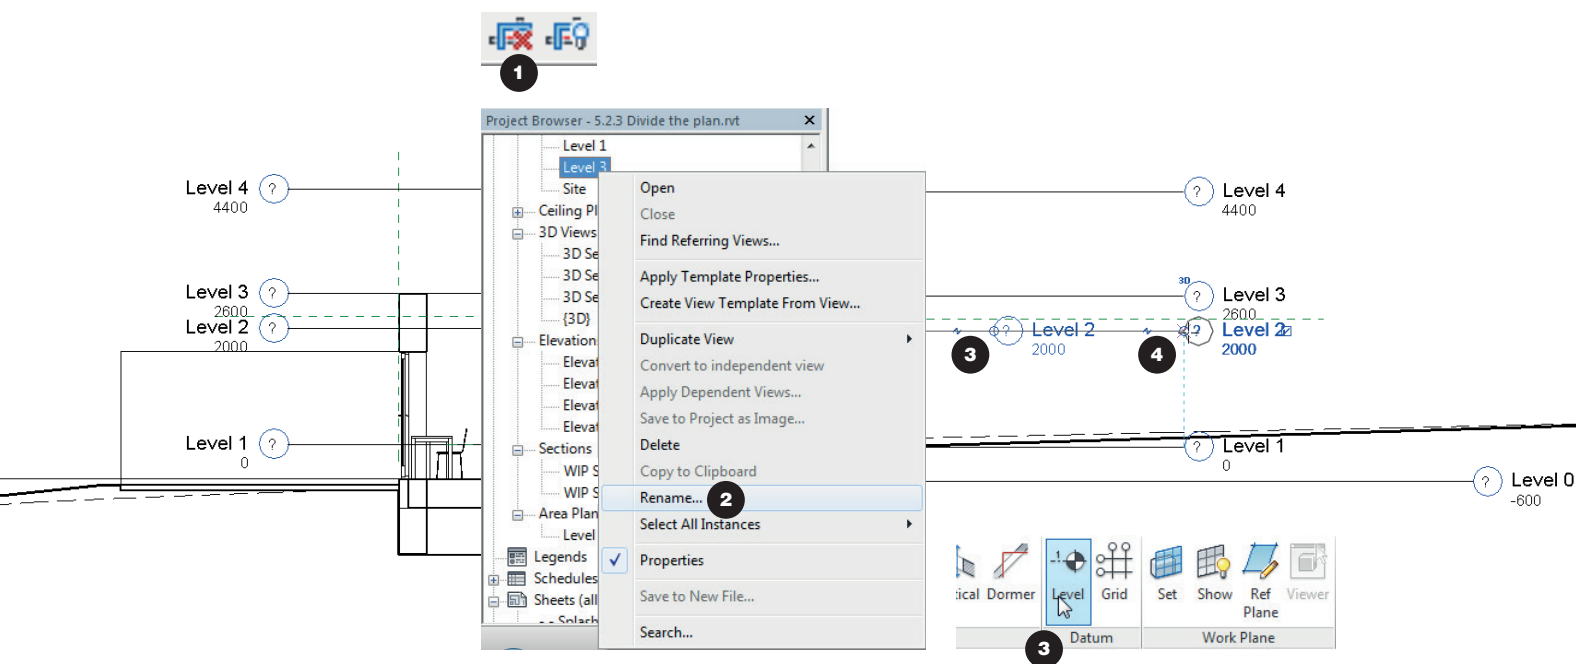 1
Project Browser - 5.2.3 Divide the plan.rvt
Level 1
Level 3
Site
Ceiling Pl
3D Views
3D Se
3D Se
3D Se
{3D}
Elevation
Elevat
Elevat
Elevat
Elevat
Sections
WIP S
WIP S
Area Plan
Level
Legends
Schedules
Sheets (all
Splash
Open
Close
Find Referring Views...
Apply Template Properties...
Create View Template From View...
Duplicate View
Convert to independent view
Apply Dependent Views...
Save to Project as Image...
Delete
Copy to Clipboard
Rename...
2
Select All Instances
Properties
Save to New File...
Search...
Level 4 ?
4400
Level 3 ?
2600
Level 2 ?
2000
Level 1 ?
0
? Level 4
4400
3D
? Level 3
2600
? Level 2
2000
? Level 2
2000
3
4
? Level 1
0
? Level 0
-600
ical Dormer Level Grid Set Show Ref Plane Viewer
Datum Work Plane
3